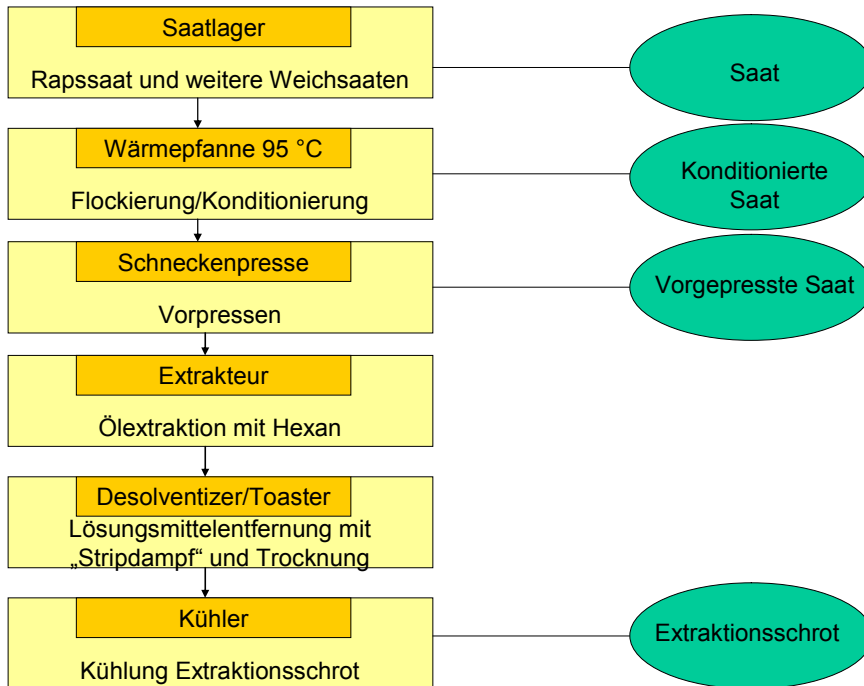 Saatlager
Rapssaat und weitere Weichsaaten
Saat
Wärmepfanne 95 °C
Flockierung/Konditionierung
Konditionierte
Saat
Schneckenpresse
Vorpressen
Vorgepresste Saat
Extrakteur
Ölextraktion mit Hexan
Desolventizer/Toaster
Lösungsmittelentfernung mit
„Stripdampf“ und Trocknung
Kühler
Kühlung Extraktionsschrot
Extraktionsschrot